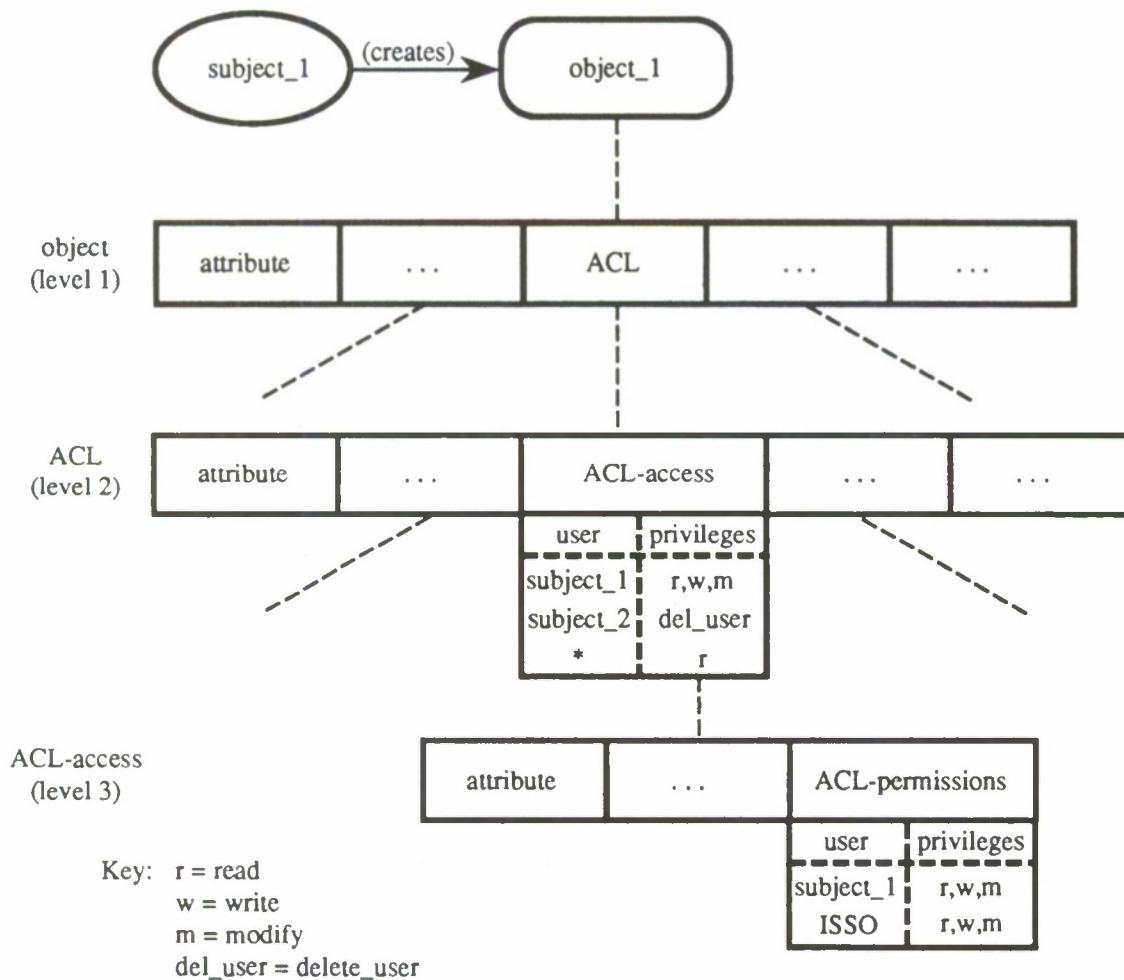 subject_1 (creates) object_1
object
(level 1)
attribute ... ACL ... ...
ACL
(level 2)
attribute ... ACL-access ... ...
user privileges
subject_1 r,w,m
subject_2 del_user
* r
ACL-access
(level 3)
attribute ... ACL-permissions
user privileges
subject_1 r,w,m
ISSO r,w,m
Key: r = read
w = write
m = modify
del_user = delete_user